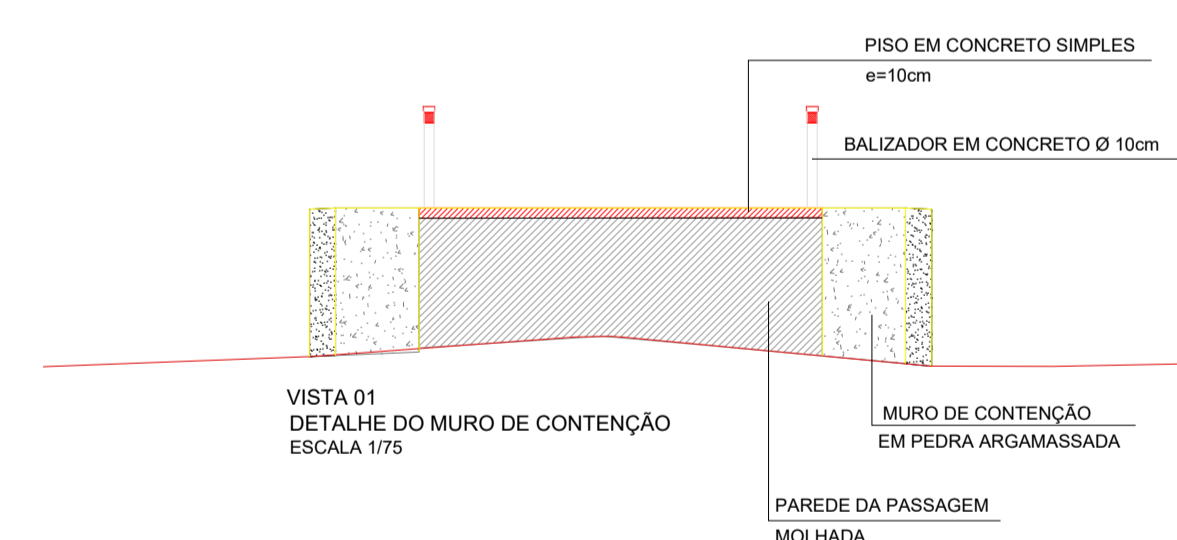 PISO EM CONCRETO SIMPLES
e=10cm
BALIZADOR EM CONCRETO Ø 10cm
VISTA 01
DETALHE DO MURO DE CONTENÇÃO
ESCALA 1/75
MURO DE CONTENÇÃO
EM PEDRA ARGAMASSADA
PAREDE DA PASSAGEM
MOLHADA